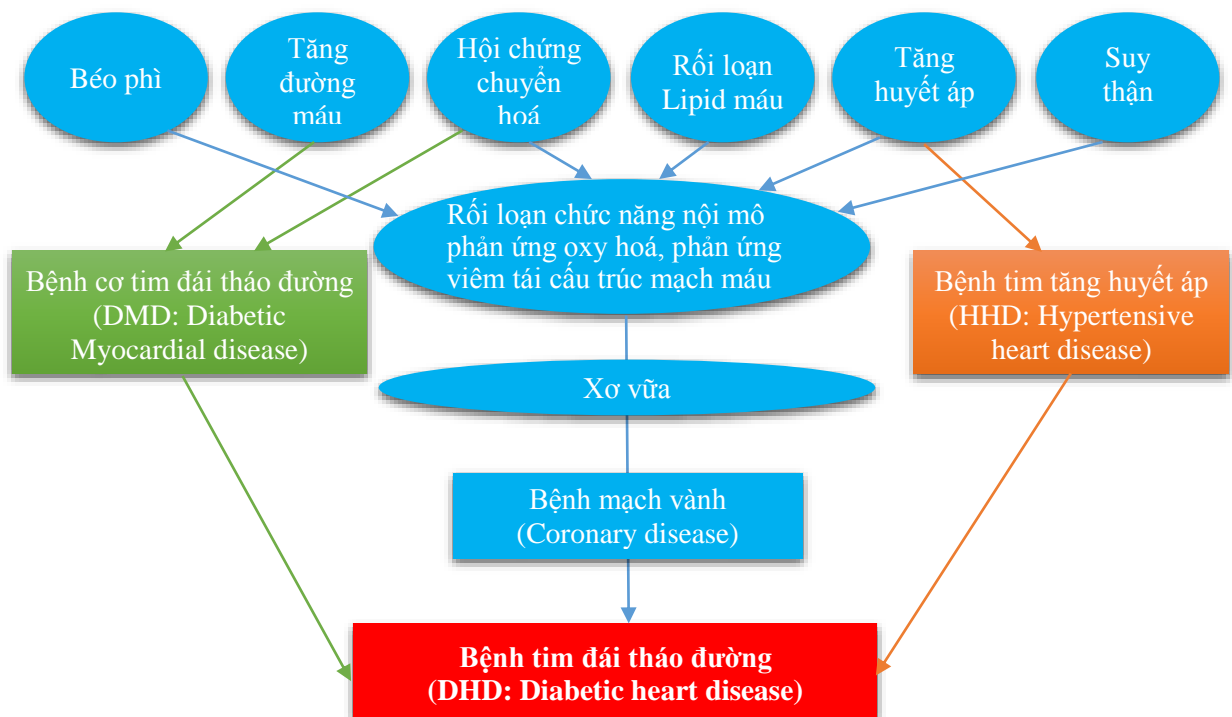 Béo phì
Tăng
đường
máu
Hội chứng
chuyển
hoá
Rối loạn
Lipid máu
Tăng
huyết áp
Suy
thận
Rối loạn chức năng nội mô
phản ứng oxy hoá, phản ứng
viêm tái cấu trúc mạch máu
Bệnh cơ tim đái tháo đường
(DMD: Diabetic
Myocardial disease)
Bệnh tim tăng huyết áp
(HHD: Hypertensive
heart disease)
Xơ vữa
Bệnh mạch vành
(Coronary disease)
Bệnh tim đái tháo đường
(DHD: Diabetic heart disease)